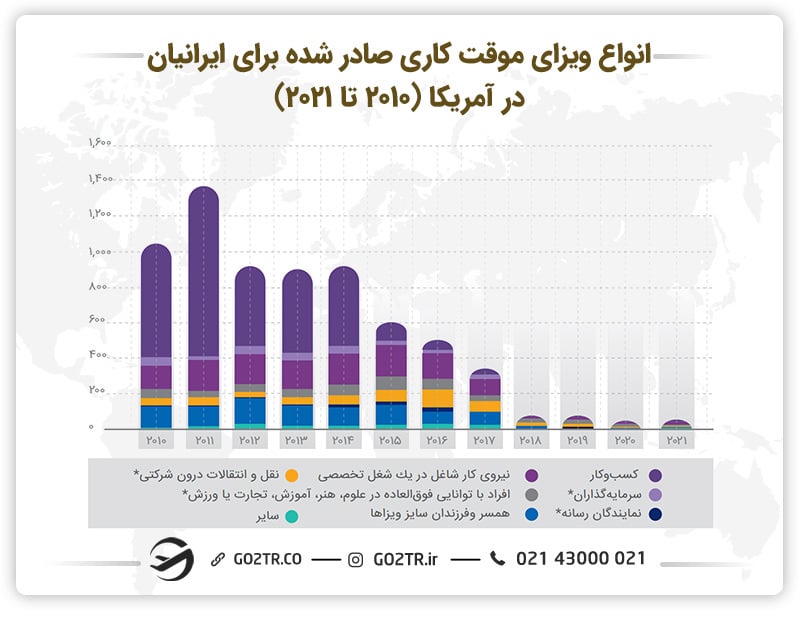 انواع ویزای موقت کاری صادر شده برای ایرانیان
در آمریکا (۲۰۱۰ تا ۲۰۲۱)
۱,۶۰۰
۱,۴۰۰
۱,۲۰۰
۱,۰۰۰
۸۰۰
۶۰۰
۴۰۰
۲۰۰
۰
۲۰۱۰ ۲۰۱۱ ۲۰۱۲ ۲۰۱۳ ۲۰۱۴ ۲۰۱۵ ۲۰۱۶ ۲۰۱۷ ۲۰۱۸ ۲۰۱۹ ۲۰۲۰ ۲۰۲۱
کسب‌وکار نیروی کار شاغل در یك شغل تخصصی نقل و انتقالات درون شرکتی*
سرمایه‌گذاران* افراد با توانایی فوق‌العاده در علوم، هنر، آموزش، تجارت یا ورزش*
نمایندگان رسانه* همسر وفرزندان سایز ویزاها سایر
GO2TR.CO GO2TR.ir 021 43000 021